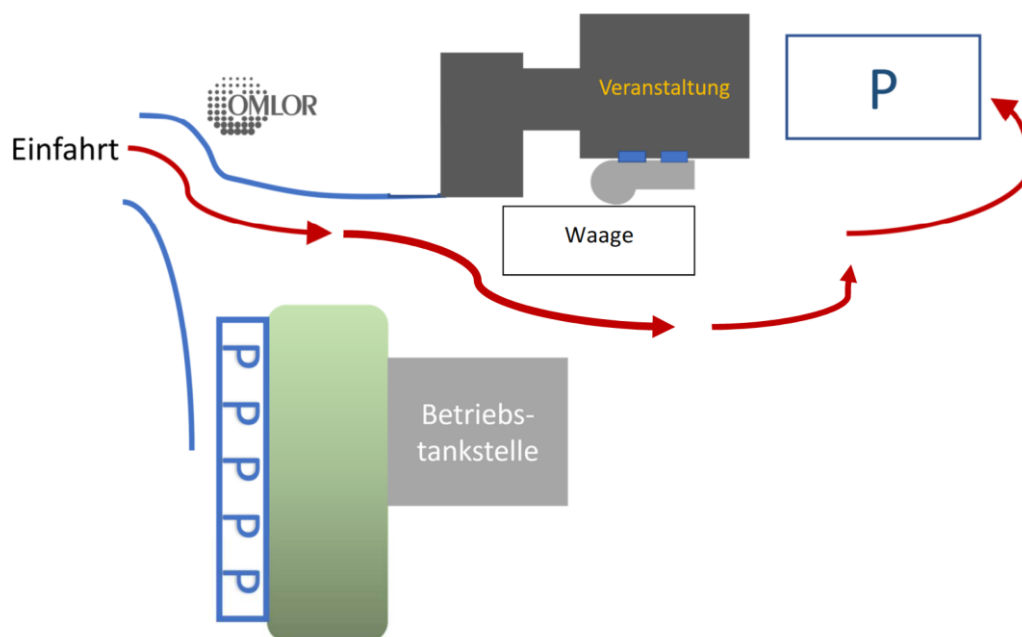 OMLOR
Veranstaltung
P
Einfahrt
Waage
P
P
P
P
P
Betriebs-
tankstelle